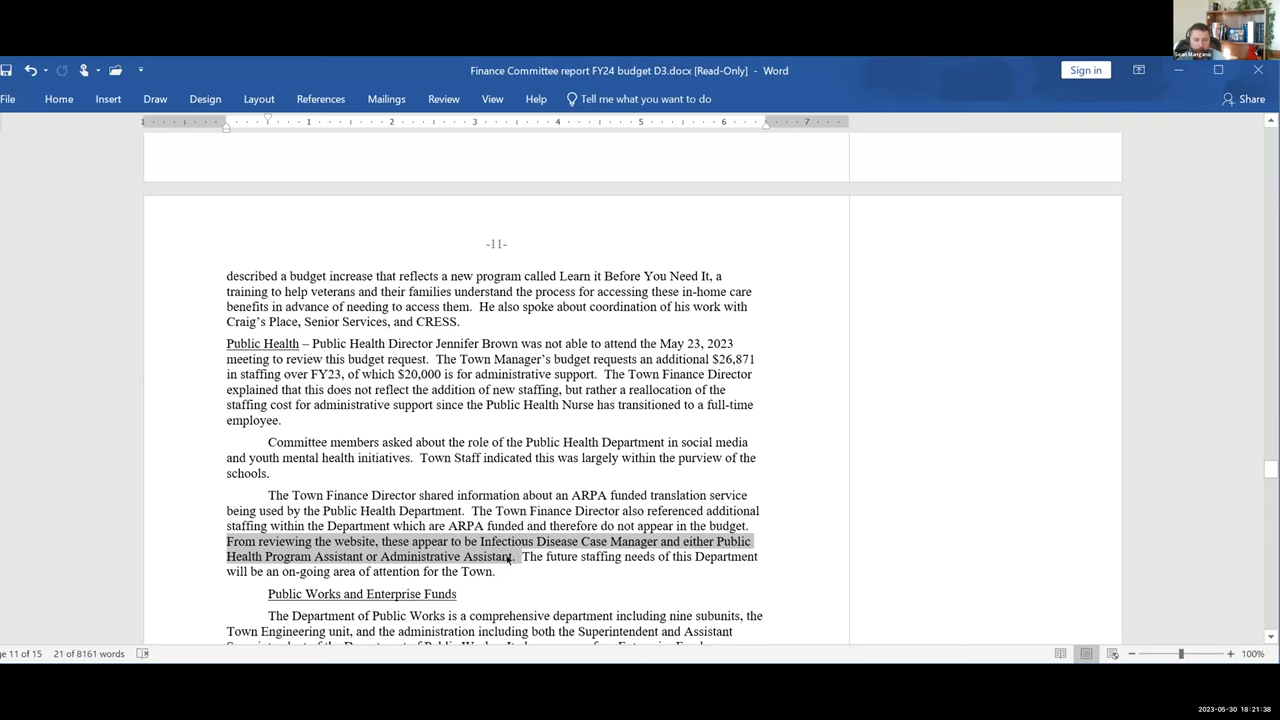 Sean Mangano
Finance Committee report FY24 budget D3.docx [Read-Only] - Word
Sign in
File Home Insert Draw Design Layout References Mailings Review View Help Tell me what you want to do
Share
1 1 2 3 4 5 6 7
-11-
described a budget increase that reflects a new program called Learn it Before You Need It, a
training to help veterans and their families understand the process for accessing these in-home care
benefits in advance of needing to access them. He also spoke about coordination of his work with
Craig's Place, Senior Services, and CRESS.
Public Health – Public Health Director Jennifer Brown was not able to attend the May 23, 2023
meeting to review this budget request. The Town Manager's budget requests an additional $26,871
in staffing over FY23, of which $20,000 is for administrative support. The Town Finance Director
explained that this does not reflect the addition of new staffing, but rather a reallocation of the
staffing cost for administrative support since the Public Health Nurse has transitioned to a full-time
employee.
Committee members asked about the role of the Public Health Department in social media
and youth mental health initiatives. Town Staff indicated this was largely within the purview of the
schools.
The Town Finance Director shared information about an ARPA funded translation service
being used by the Public Health Department. The Town Finance Director also referenced additional
staffing within the Department which are ARPA funded and therefore do not appear in the budget.
From reviewing the website, these appear to be Infectious Disease Case Manager and either Public
Health Program Assistant or Administrative Assistant. The future staffing needs of this Department
will be an on-going area of attention for the Town.
Public Works and Enterprise Funds
The Department of Public Works is a comprehensive department including nine subunits, the
Town Engineering unit, and the administration including both the Superintendent and Assistant
ge 11 of 15 21 of 8161 words
100%
2023-05-30 18:21:38